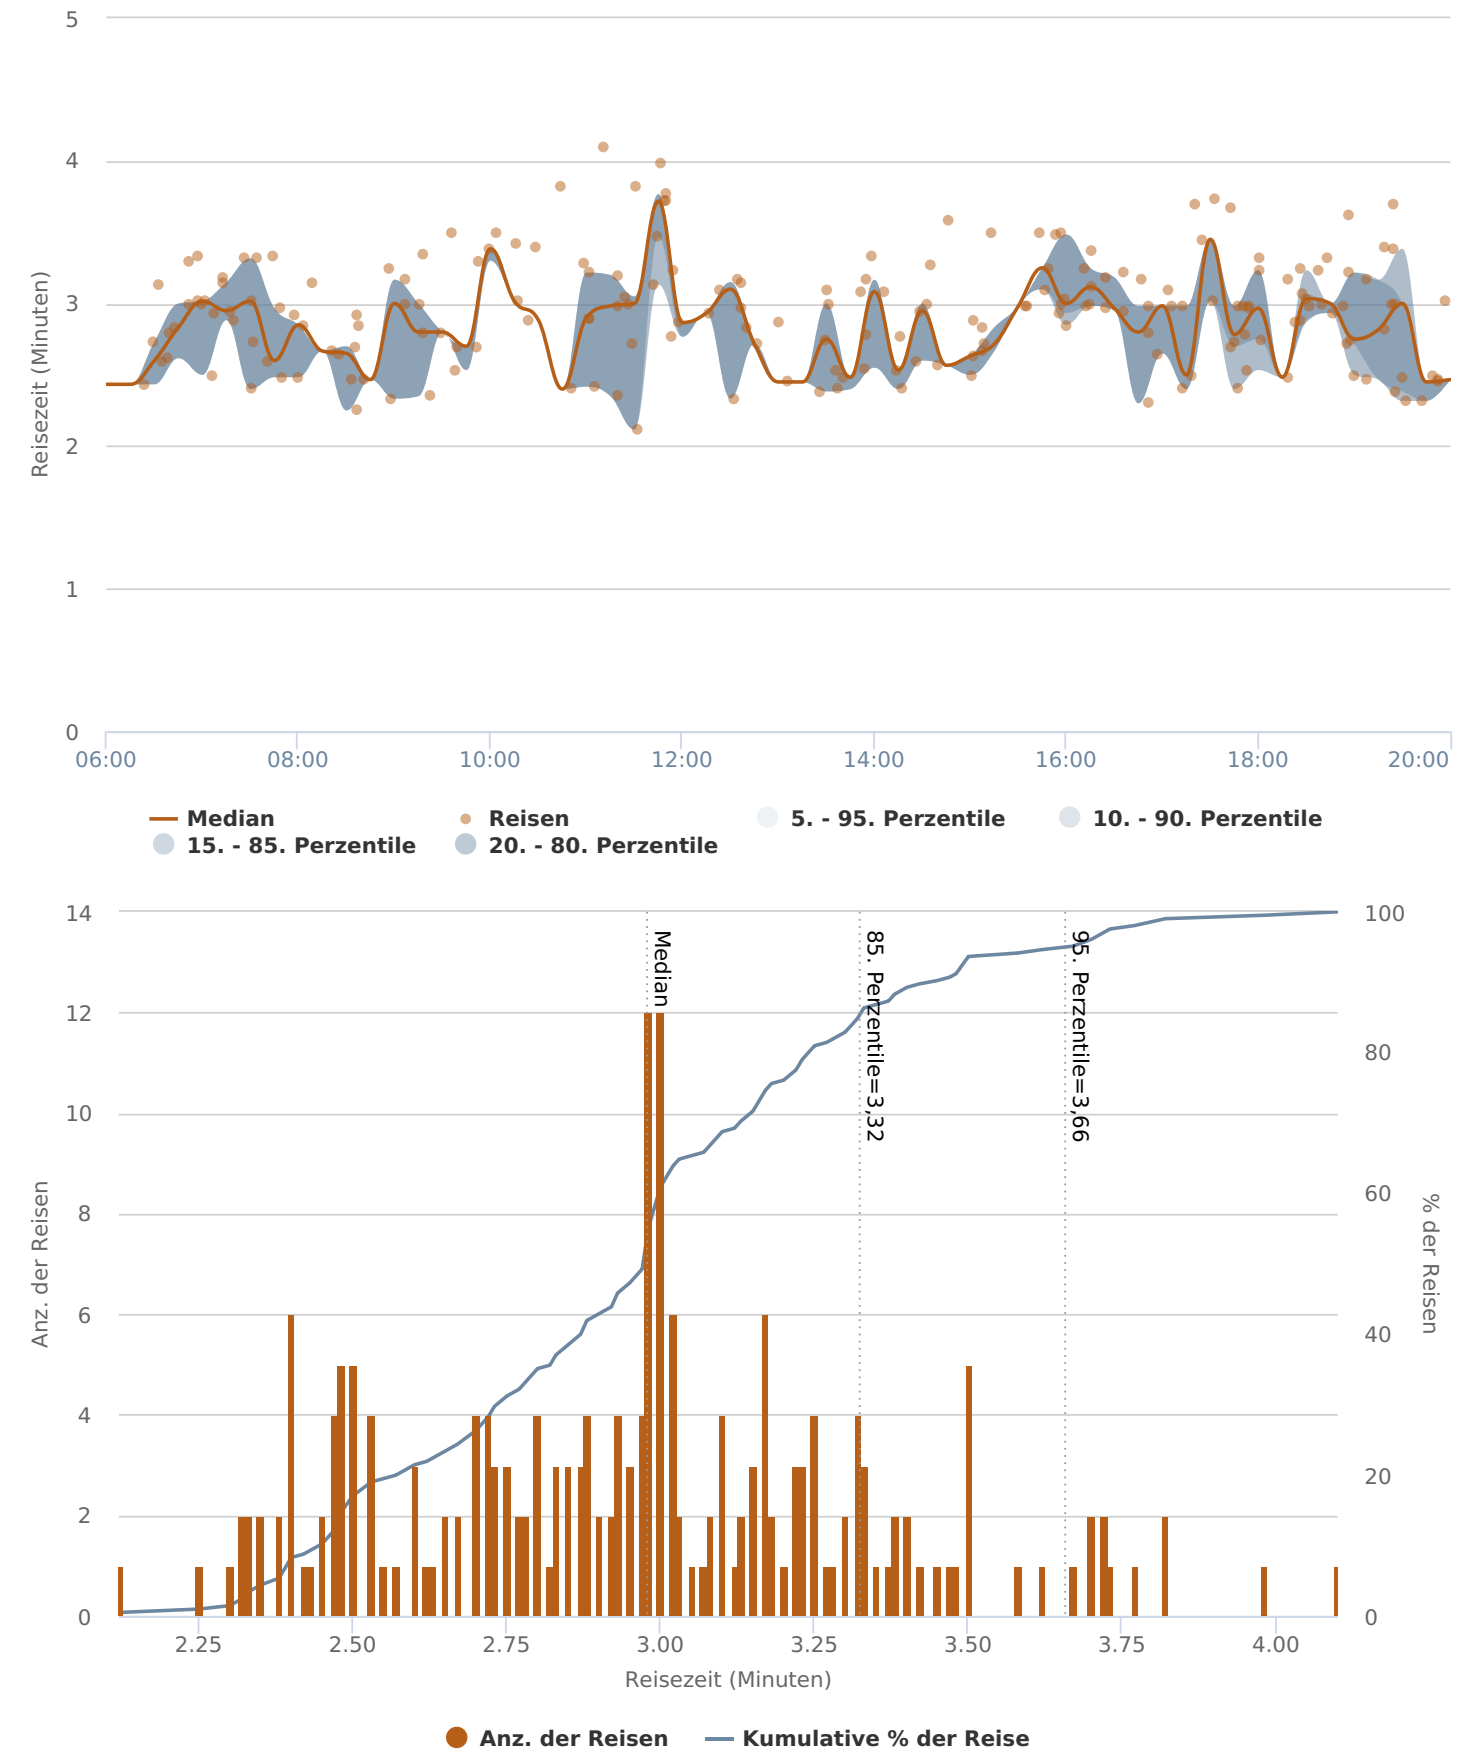 5
4
3
2
1
0
Reisezeit (Minuten)
06:00 08:00 10:00 12:00 14:00 16:00 18:00 20:00
Median Reisen 5. - 95. Perzentile 10. - 90. Perzentile
15. - 85. Perzentile 20. - 80. Perzentile
14
12
10
8
6
4
2
0
Anz. der Reisen
Median
85. Perzentile=3,32
95. Perzentile=3,66
100
80
60
40
20
0
% der Reisen
2.25 2.50 2.75 3.00 3.25 3.50 3.75 4.00
Reisezeit (Minuten)
Anz. der Reisen Kumulative % der Reise